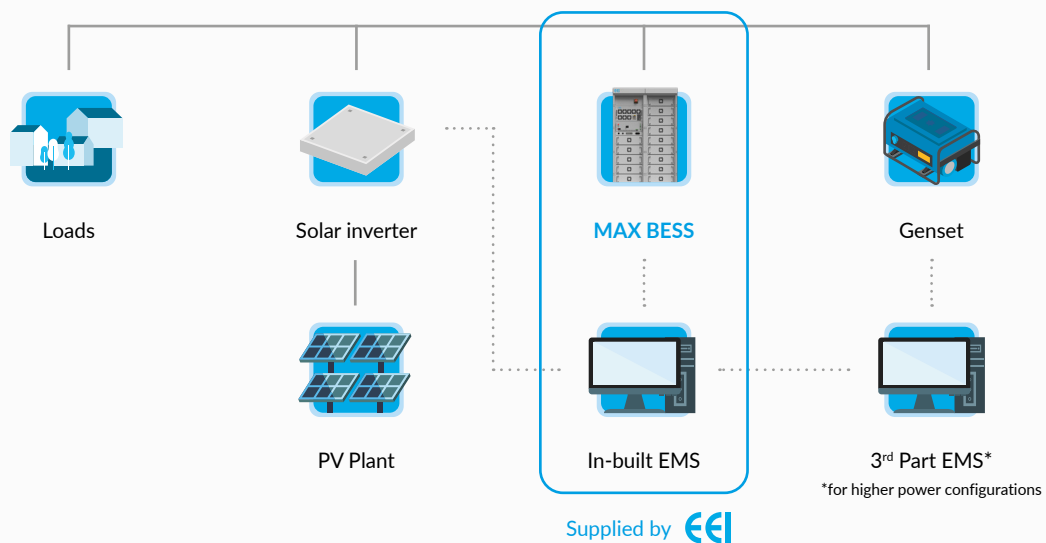 Loads
Solar inverter
MAX BESS
Genset
PV Plant
In-built EMS
3rd Part EMS*
*for higher power configurations
Supplied by EEI